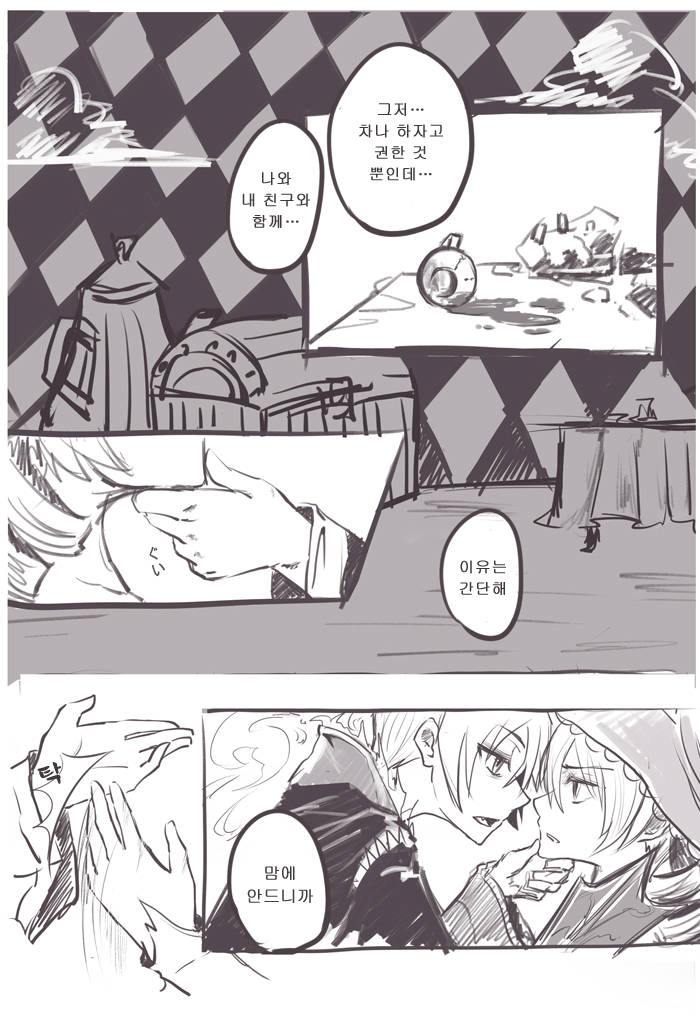 그저…
차나 하자고
권한 것
뿐인데…
나와
내 친구와
함께…
ぐい
이유는
간단해
탁
맘에
안드니까